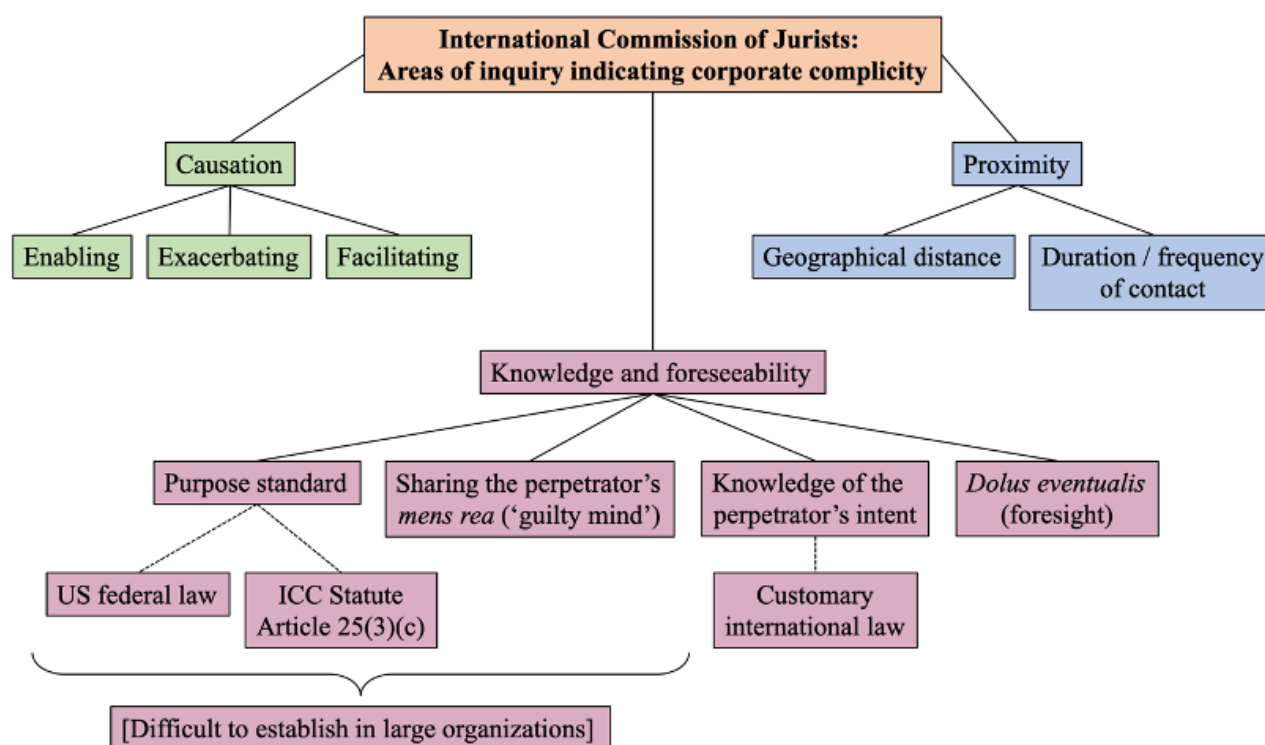 International Commission of Jurists:
Areas of inquiry indicating corporate complicity
Causation
Proximity
Enabling
Exacerbating
Facilitating
Geographical distance
Duration / frequency
of contact
Knowledge and foreseeability
Purpose standard
Sharing the perpetrator’s
mens rea (‘guilty mind’)
Knowledge of the
perpetrator’s intent
Dolus eventualis
(foresight)
US federal law
ICC Statute
Article 25(3)(c)
Customary
international law
[Difficult to establish in large organizations]